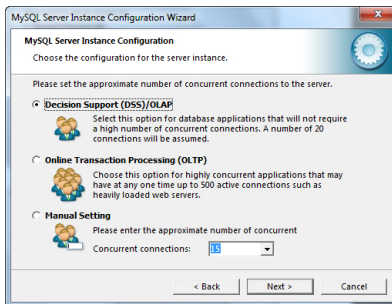 MySQL Server Instance Configuration Wizard
MySQL Server Instance Configuration
Choose the configuration for the server instance.
Please set the approximate number of concurrent connections to the server.
Decision Support (DSS)/OLAP
Select this option for database applications that will not require
a high number of concurrent connections. A number of 20
connections will be assumed.
Online Transaction Processing (OLTP)
Choose this option for highly concurrent applications that may
have at any one time up to 500 active connections such as
heavily loaded web servers.
Manual Setting
Please enter the approximate number of concurrent
Concurrent connections: 15
< Back Next > Cancel